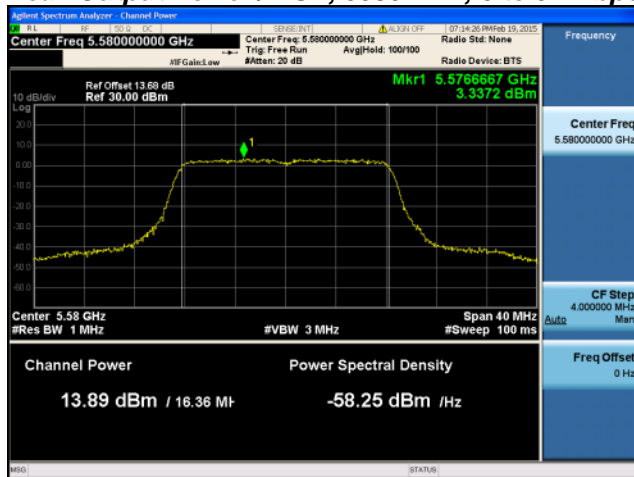 Agilent Spectrum Analyzer - Channel Power
RL RF 50 Ω DC SENSE:INT ALIGN OFF 07:14:26 PM Feb 19, 2015
Center Freq 5.580000000 GHz Center Freq: 5.580000000 GHz Radio Std: None Frequency
Trig: Free Run Avg|Hold: 100/100
#IFGain:Low #Atten: 20 dB Radio Device: BTS
Mkr1 5.5766667 GHz
3.3372 dBm
Ref Offset 13.68 dB
10 dB/div Ref 30.00 dBm
Log
20.0
10.0
0.00
-10.0
-20.0
-30.0
-40.0
-50.0
-60.0
1
Center Freq
5.580000000 GHz
Center 5.58 GHz Span 40 MHz
#Res BW 1 MHz #VBW 3 MHz #Sweep 100 ms
CF Step
4.000000 MHz
Auto Man
Channel Power Power Spectral Density
13.89 dBm / 16.36 MH -58.25 dBm /Hz
Freq Offset
0 Hz
MSG STATUS